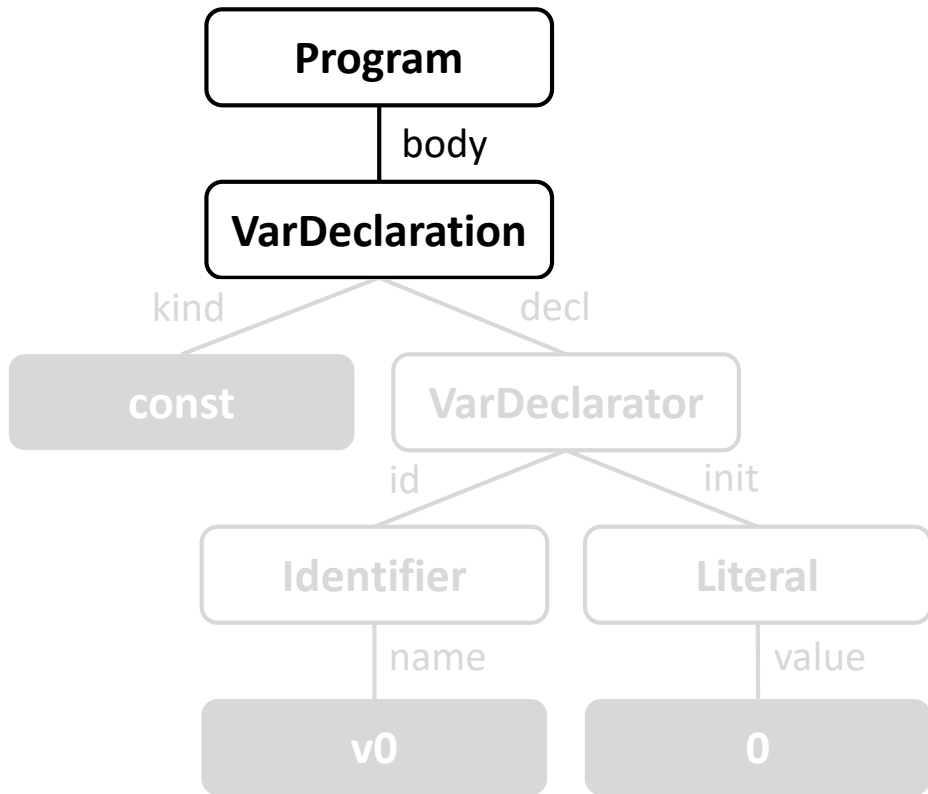 Program
body
VarDeclaration
kind decl
const VarDeclarator
id init
Identifier Literal
name value
v0 0